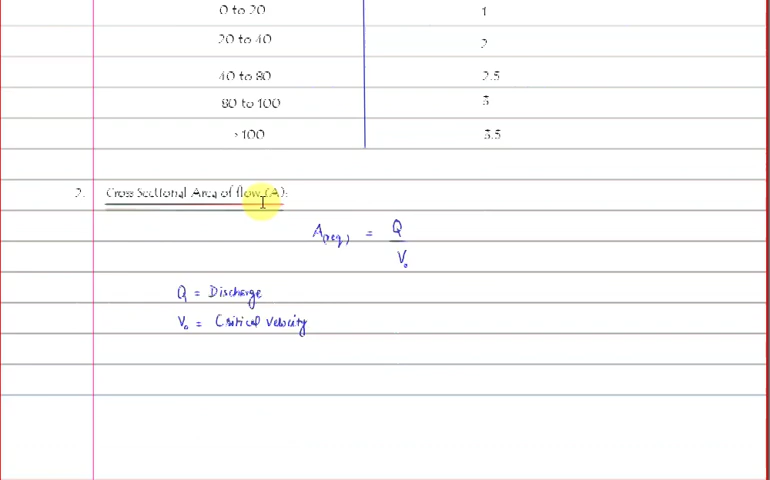 0 to 20 1
20 to 40 2
40 to 80 2.5
80 to 100 3
>100 3.5
2. Cross Sectional Area of flow (A):
A(req) = Q / V₀
Q = Discharge
V₀ = Critical Velocity